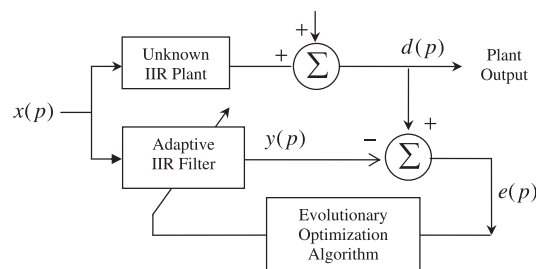 +
Unknown
IIR Plant
+
Σ
d(p)
Plant
Output
x(p)
Adaptive
IIR Filter
y(p)
−
+
Σ
e(p)
Evolutionary
Optimization
Algorithm